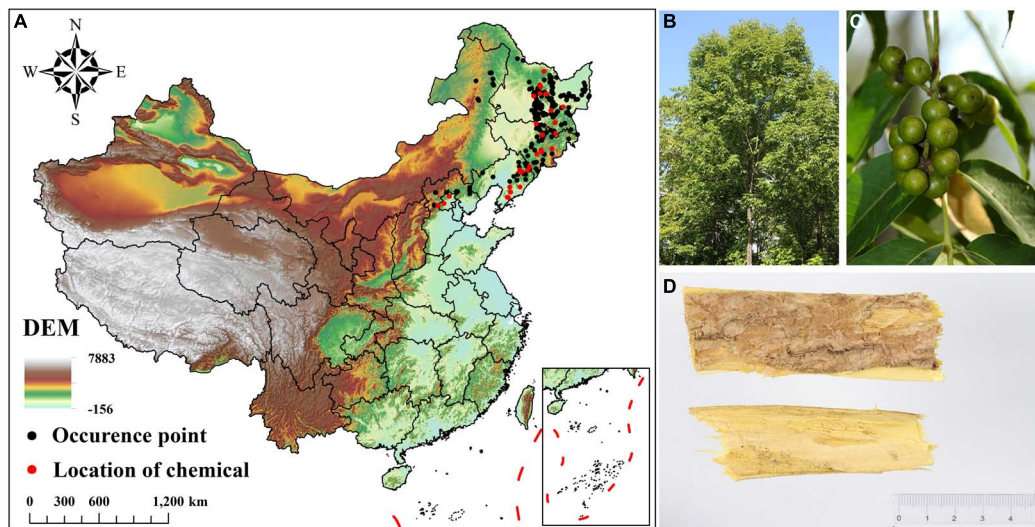 A
N
W
E
S
DEM
7883
-156
Occurence point
Location of chemical
0 300 600 1,200 km
B
C
D
0 1 2 3 4